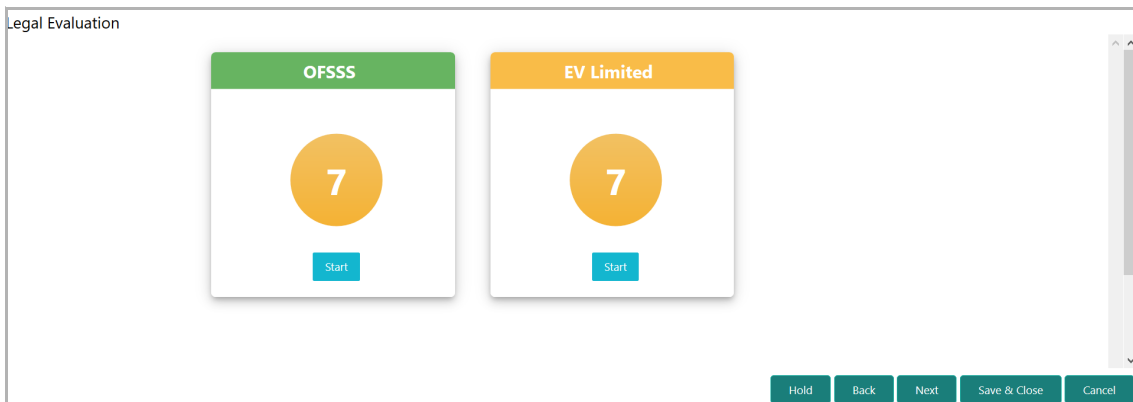 Legal Evaluation
OFSSS
EV Limited
7
7
Start
Start
Hold
Back
Next
Save & Close
Cancel